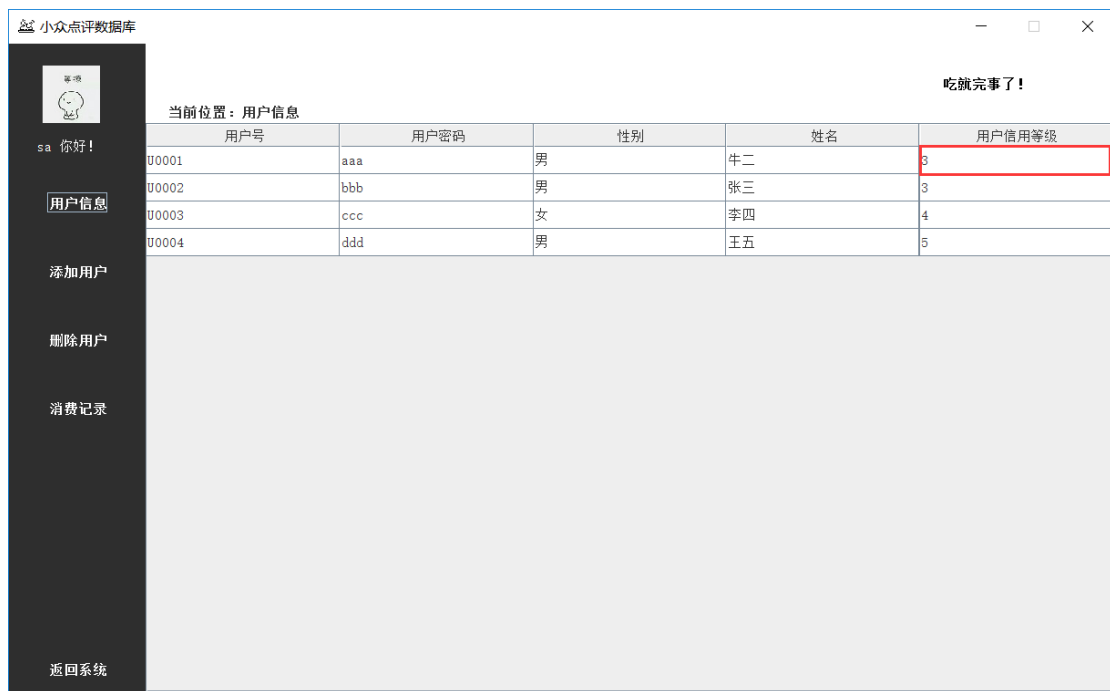 小众点评数据库
等馈
吃就完事了!
当前位置：用户信息
sa 你好!
用户号 用户密码 性别 姓名 用户信用等级
U0001 aaa 男 牛二 3
U0002 bbb 男 张三 3
U0003 ccc 女 李四 4
U0004 ddd 男 王五 5
用户信息
添加用户
删除用户
消费记录
返回系统